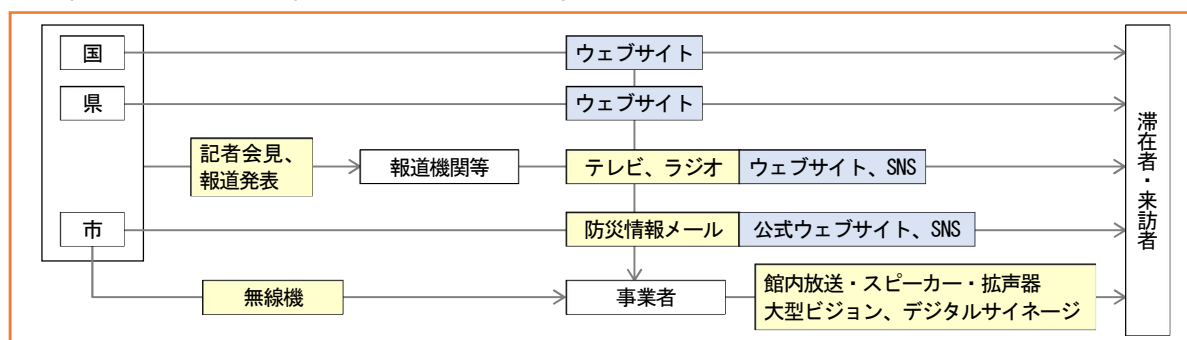 国
ウェブサイト
県
ウェブサイト
記者会見、
報道発表
報道機関等
テレビ、ラジオ
ウェブサイト、SNS
市
防災情報メール
公式ウェブサイト、SNS
無線機
事業者
館内放送・スピーカー・拡声器
大型ビジョン、デジタルサイネージ
滞在者・来訪者